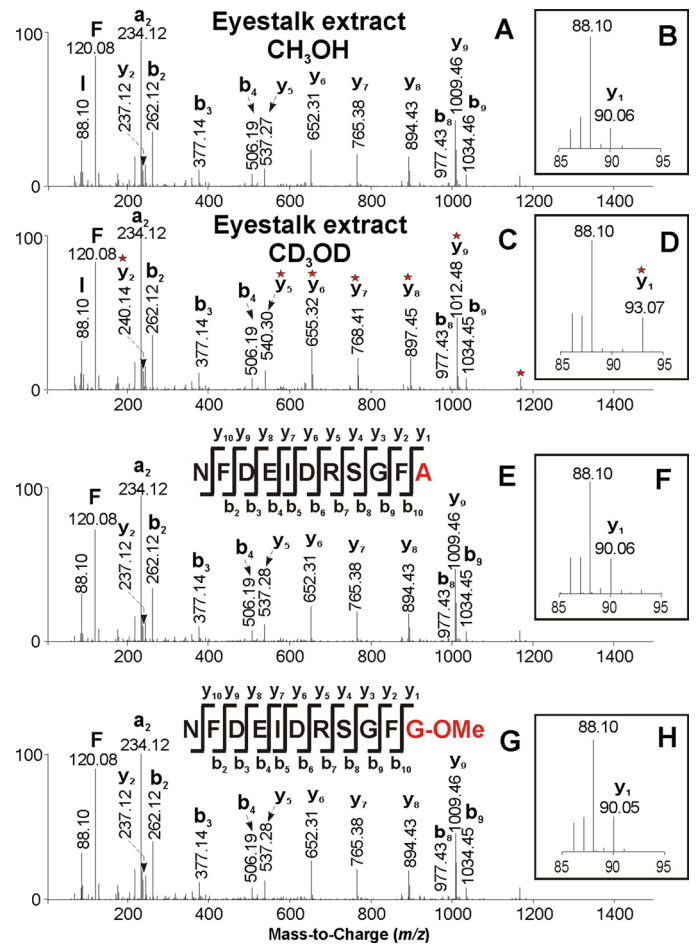 Eyestalk extract
CH₃OH
A
100
0
I
88.10
F
120.08
a₂
234.12
y₂
237.12
b₂
262.12
b₃
377.14
b₄
506.19
y₅
537.27
y₆
652.31
y₇
765.38
y₈
894.43
b₈
977.43
y₉
1009.46
b₉
1034.46
200 400 600 800 1000 1200 1400
B
88.10
y₁
90.06
85 90 95
Eyestalk extract
CD₃OD
C
100
0
I
88.10
F
120.08
a₂
234.12
★
y₂
240.14
b₂
262.12
b₃
377.14
b₄
506.19
★
y₅
540.30
★
y₆
655.32
★
y₇
768.41
★
y₈
897.45
b₈
977.43
★
y₉
1012.48
b₉
1034.45
★
200 400 600 800 1000 1200 1400
D
88.10
★
y₁
93.07
85 90 95
y₁₀ y₉ y₈ y₇ y₆ y₅ y₄ y₃ y₂ y₁
NFDEIDRSGFA
b₂ b₃ b₄ b₅ b₆ b₇ b₈ b₉ b₁₀
E
100
0
88.10
F
120.08
a₂
234.12
y₂
237.12
b₂
262.12
b₃
377.14
b₄
506.19
y₅
537.28
y₆
652.31
y₇
765.38
y₈
894.43
b₈
977.43
y₉
1009.46
b₉
1034.45
200 400 600 800 1000 1200 1400
F
88.10
y₁
90.06
85 90 95
y₁₀ y₉ y₈ y₇ y₆ y₅ y₄ y₃ y₂ y₁
NFDEIDRSGFG-OMe
b₂ b₃ b₄ b₅ b₆ b₇ b₈ b₉ b₁₀
G
100
0
88.10
F
120.08
a₂
234.12
y₂
237.12
b₂
262.12
b₃
377.14
b₄
506.19
y₅
537.28
y₆
652.31
y₇
765.38
y₈
894.43
b₈
977.43
y₉
1009.46
b₉
1034.45
200 400 600 800 1000 1200 1400
Mass-to-Charge (m/z)
H
88.10
y₁
90.05
85 90 95